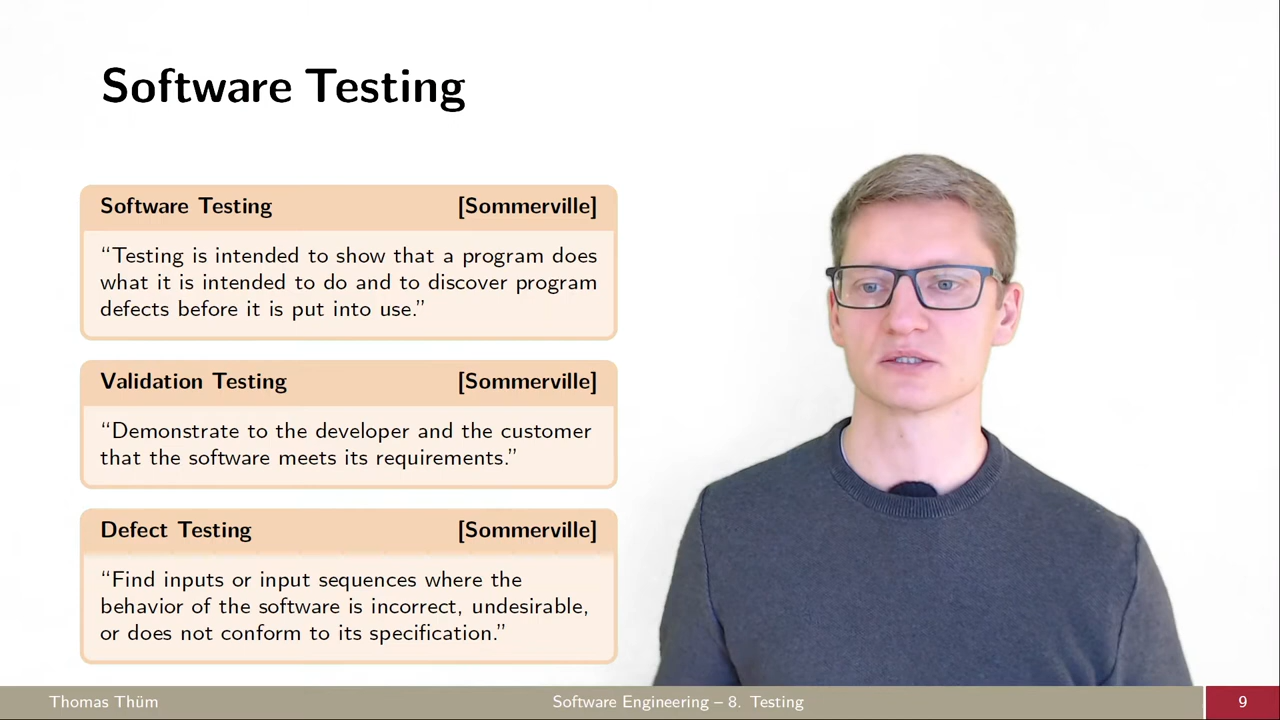 Software Testing
Software Testing [Sommerville]
“Testing is intended to show that a program does
what it is intended to do and to discover program
defects before it is put into use.”
Validation Testing [Sommerville]
“Demonstrate to the developer and the customer
that the software meets its requirements.”
Defect Testing [Sommerville]
“Find inputs or input sequences where the
behavior of the software is incorrect, undesirable,
or does not conform to its specification.”
Thomas Thüm Software Engineering – 8. Testing 9